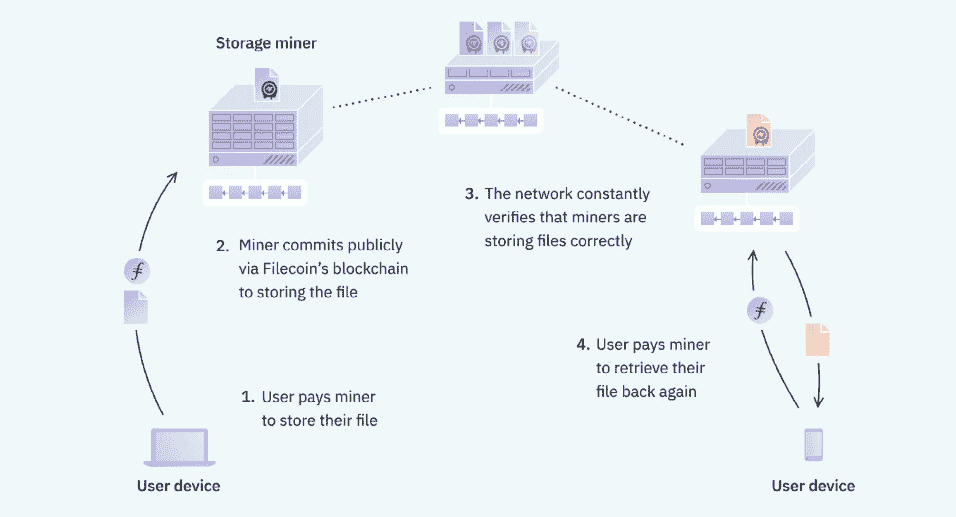 Storage miner
3. The network constantly
verifies that miners are
storing files correctly
2. Miner commits publicly
via Filecoin's blockchain
to storing the file
4. User pays miner
to retrieve their
file back again
1. User pays miner
to store their file
User device
User device